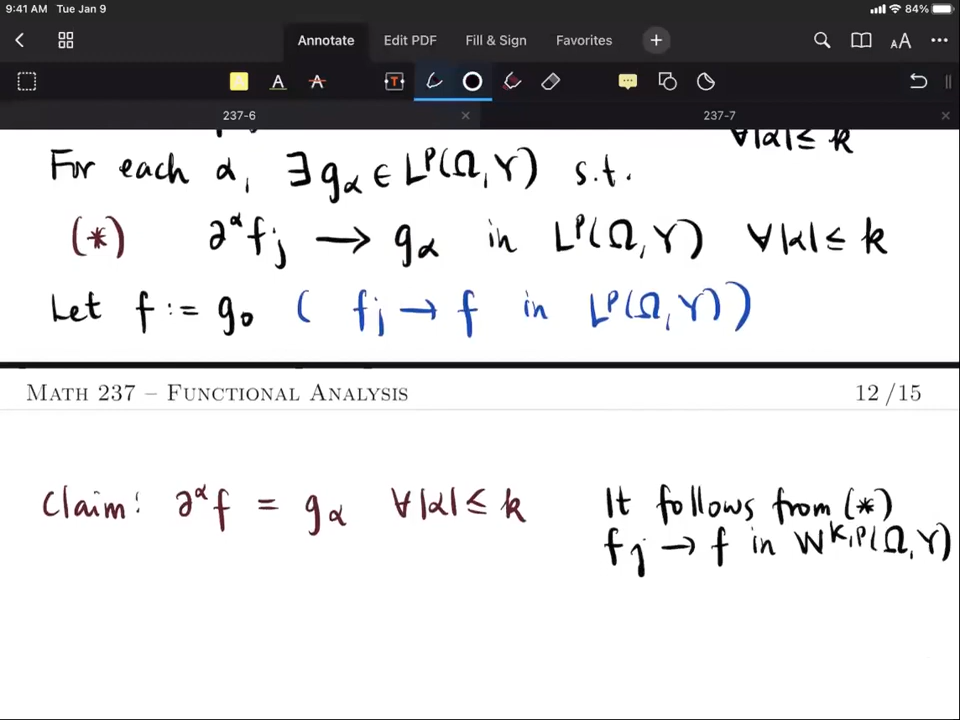 9:41 AM Tue Jan 9 84%
Annotate Edit PDF Fill & Sign Favorites
237-6 237-7
∀|α| ≤ k
For each α, ∃ g_α ∈ L^p(Ω, Y) s.t.
(*) ∂^α f_j → g_α in L^p(Ω, Y) ∀|α| ≤ k
Let f := g_0 ( f_j → f in L^p(Ω, Y) )
MATH 237 – FUNCTIONAL ANALYSIS 12 / 15
Claim: ∂^α f = g_α ∀|α| ≤ k
It follows from (*)
f_j → f in W^{k,p}(Ω, Y)